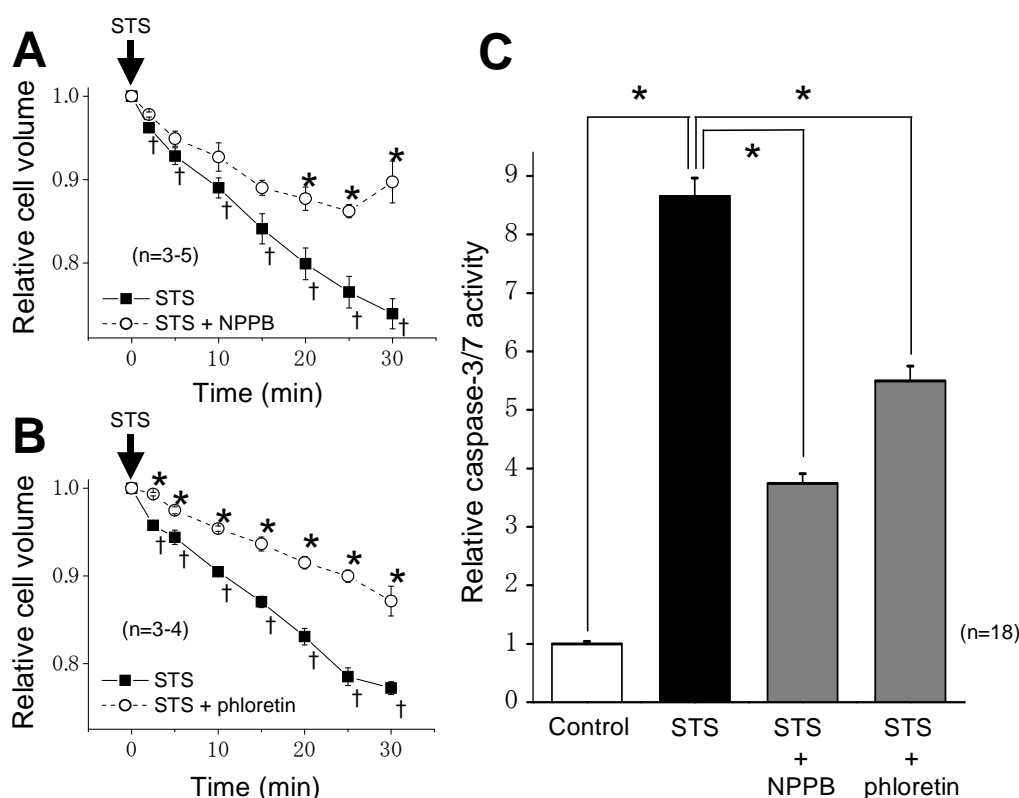 A
STS
Relative cell volume
1.0
0.9
0.8
*
*
*
†
†
†
†
†
†
†
(n=3-5)
STS
STS + NPPB
0
10
20
30
Time (min)
B
STS
Relative cell volume
1.0
0.9
0.8
*
*
*
*
*
*
*
†
†
†
†
†
†
†
(n=3-4)
STS
STS + phloretin
0
10
20
30
Time (min)
C
*
*
*
Relative caspase-3/7 activity
9
8
7
6
5
4
3
2
1
0
(n=18)
Control
STS
STS
+
NPPB
STS
+
phloretin